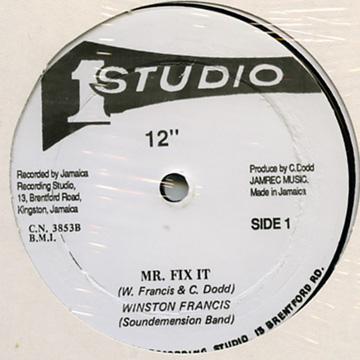 1 STUDIO
12"
Recorded by Jamaica
Recording Studio,
13, Brentford Road,
Kingston, Jamaica
C.N. 3853B
B.M.I.
Produce by C.Dodd
JAMREC MUSIC.
Made in Jamaica
SIDE 1
MR. FIX IT
(W. Francis & C. Dodd)
WINSTON FRANCIS
(Soundemension Band)
RECORDING STUDIO 13 BRENTFORD RD.